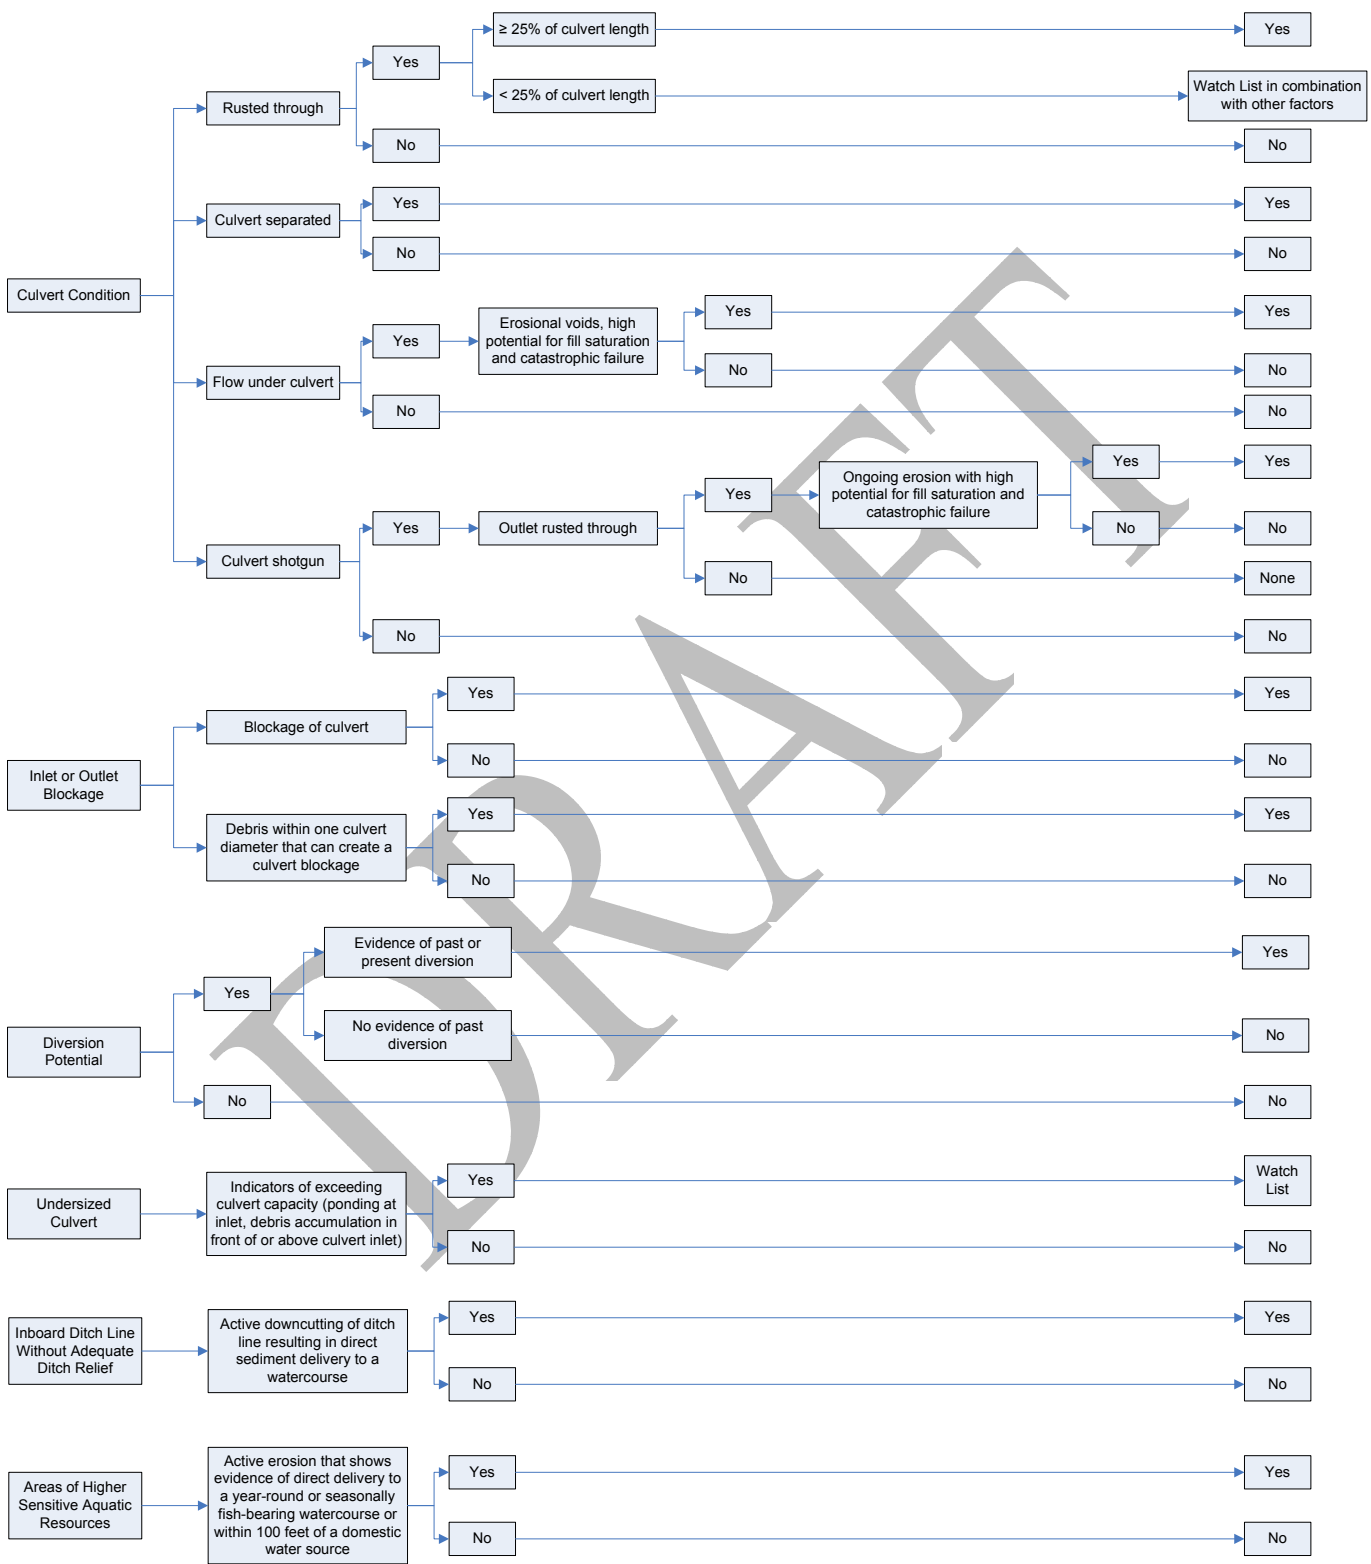 ≥ 25% of culvert length
Yes
Yes
< 25% of culvert length
Watch List in combination
with other factors
Rusted through
No
No
Yes
Yes
Culvert separated
No
No
Culvert Condition
Yes
Yes
Erosional voids, high
potential for fill saturation
and catastrophic failure
Yes
No
No
Flow under culvert
No
No
Yes
Yes
Ongoing erosion with high
potential for fill saturation and
catastrophic failure
Yes
No
No
Yes
Outlet rusted through
Culvert shotgun
No
None
No
No
Yes
Yes
Blockage of culvert
No
No
Inlet or Outlet
Blockage
Yes
Yes
Debris within one culvert
diameter that can create a
culvert blockage
No
No
Evidence of past or
present diversion
Yes
Yes
No evidence of past
diversion
No
Diversion
Potential
No
No
Yes
Watch
List
Indicators of exceeding
culvert capacity (ponding at
inlet, debris accumulation in
front of or above culvert inlet)
Undersized
Culvert
No
No
Yes
Yes
Inboard Ditch Line
Without Adequate
Ditch Relief
Active downcutting of ditch
line resulting in direct
sediment delivery to a
watercourse
No
No
Yes
Yes
Areas of Higher
Sensitive Aquatic
Resources
Active erosion that shows
evidence of direct delivery to
a year-round or seasonally
fish-bearing watercourse or
within 100 feet of a domestic
water source
No
No
DRAFT